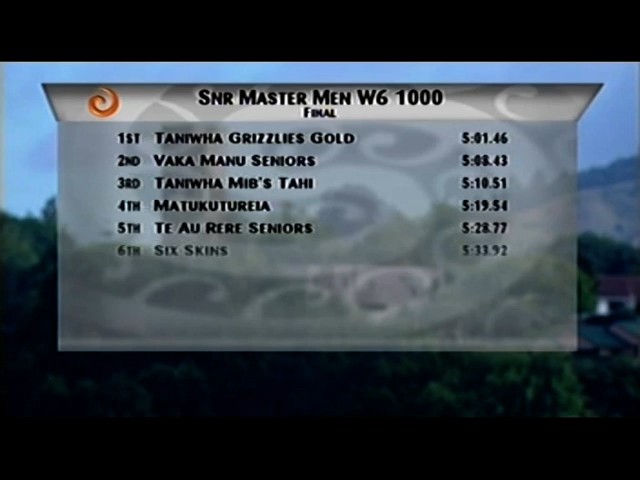 SNR MASTER MEN W6 1000
FINAL
1ST TANIWHA GRIZZLIES GOLD 5:01.46
2ND VAKA MANU SENIORS 5:08.43
3RD TANIWHA MIB'S TAHI 5:10.51
4TH MATUKUTUREIA 5:19.54
5TH TE AU RERE SENIORS 5:28.77
6TH SIX SKINS 5:33.92